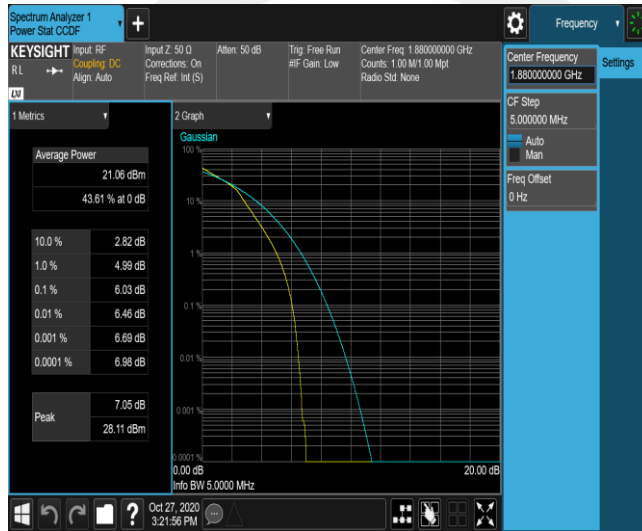 Spectrum Analyzer 1
Power Stat CCDF
+
Frequency
KEYSIGHT
RL
LXI
Input: RF
Coupling: DC
Align: Auto
Input Z: 50 Ω
Corrections: On
Freq Ref: Int (S)
Atten: 50 dB
Trig: Free Run
#IF Gain: Low
Center Freq: 1.880000000 GHz
Counts: 1.00 M/1.00 Mpt
Radio Std: None
Center Frequency
1.880000000 GHz
Settings
CF Step
5.000000 MHz
Auto
Man
Freq Offset
0 Hz
1 Metrics
Average Power
21.06 dBm
43.61 % at 0 dB
10.0 % 2.82 dB
1.0 % 4.99 dB
0.1 % 6.03 dB
0.01 % 6.46 dB
0.001 % 6.69 dB
0.0001 % 6.98 dB
Peak
7.05 dB
28.11 dBm
2 Graph
Gaussian
100 %
10 %
1 %
0.1 %
0.01 %
0.001 %
0.0001 %
0.00 dB
20.00 dB
Info BW 5.0000 MHz
?
Oct 27, 2020
3:21:56 PM